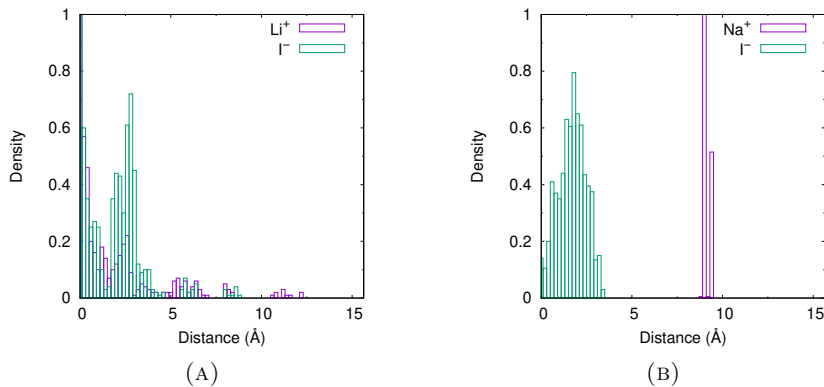 Li⁺
I⁻
Density
1
0.8
0.6
0.4
0.2
0
0 5 10 15
Distance (Å)
(A)
Na⁺
I⁻
Density
1
0.8
0.6
0.4
0.2
0
0 5 10 15
Distance (Å)
(B)